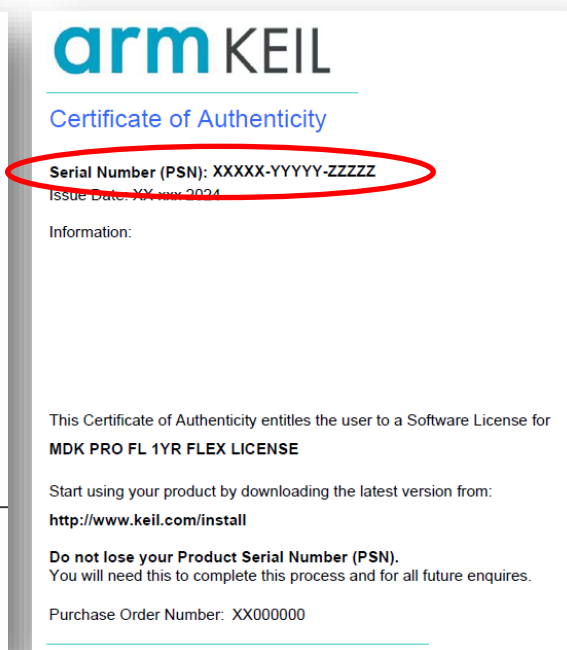 arm KEIL
Certificate of Authenticity
Serial Number (PSN): XXXXX-YYYYY-ZZZZZ
Issue Date: XX xxx 2024
Information:
This Certificate of Authenticity entitles the user to a Software License for
MDK PRO FL 1YR FLEX LICENSE
Start using your product by downloading the latest version from:
http://www.keil.com/install
Do not lose your Product Serial Number (PSN).
You will need this to complete this process and for all future enquires.
Purchase Order Number: XX000000